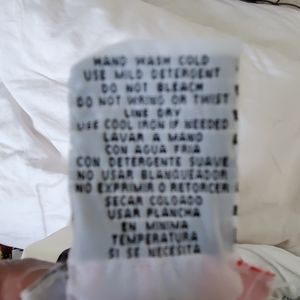 HAND WASH COLD
USE MILD DETERGENT
DO NOT BLEACH
DO NOT WRING OR TWIST
LINE DRY
USE COOL IRON IF NEEDED
LAVAR A MANO
CON AGUA FRIA
CON DETERGENTE SUAVE
NO USAR BLANQUEADOR
NO EXPRIMIR O RETORCER
SECAR COLGADO
USAR PLANCHA
EN MINIMA
TEMPERATURA
SI SE NECESITA